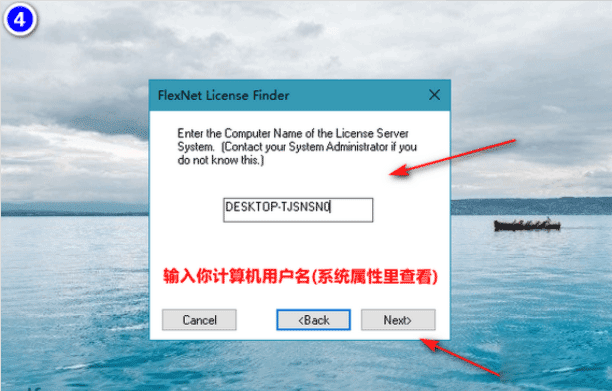 4
FlexNet License Finder
Enter the Computer Name of the License Server
System. (Contact your System Administrator if you
do not know this.)
DESKTOP-TJSNSN0
输入你计算机用户名(系统属性里查看)
Cancel
<Back
Next>